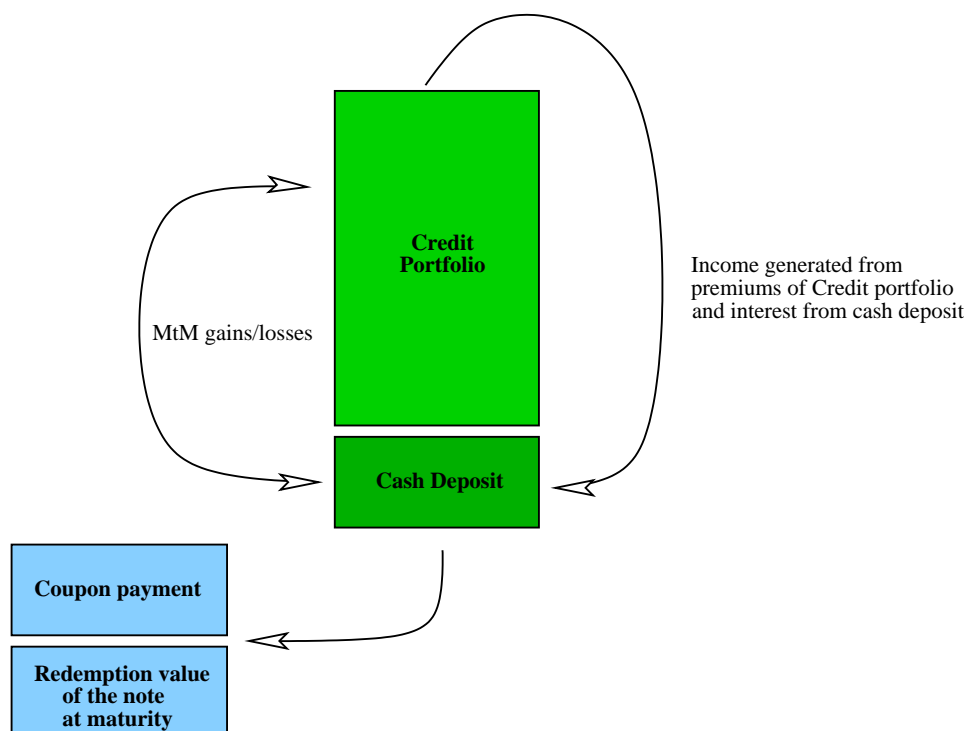 Credit
Portfolio
Income generated from
premiums of Credit portfolio
and interest from cash deposit
MtM gains/losses
Cash Deposit
Coupon payment
Redemption value
of the note
at maturity